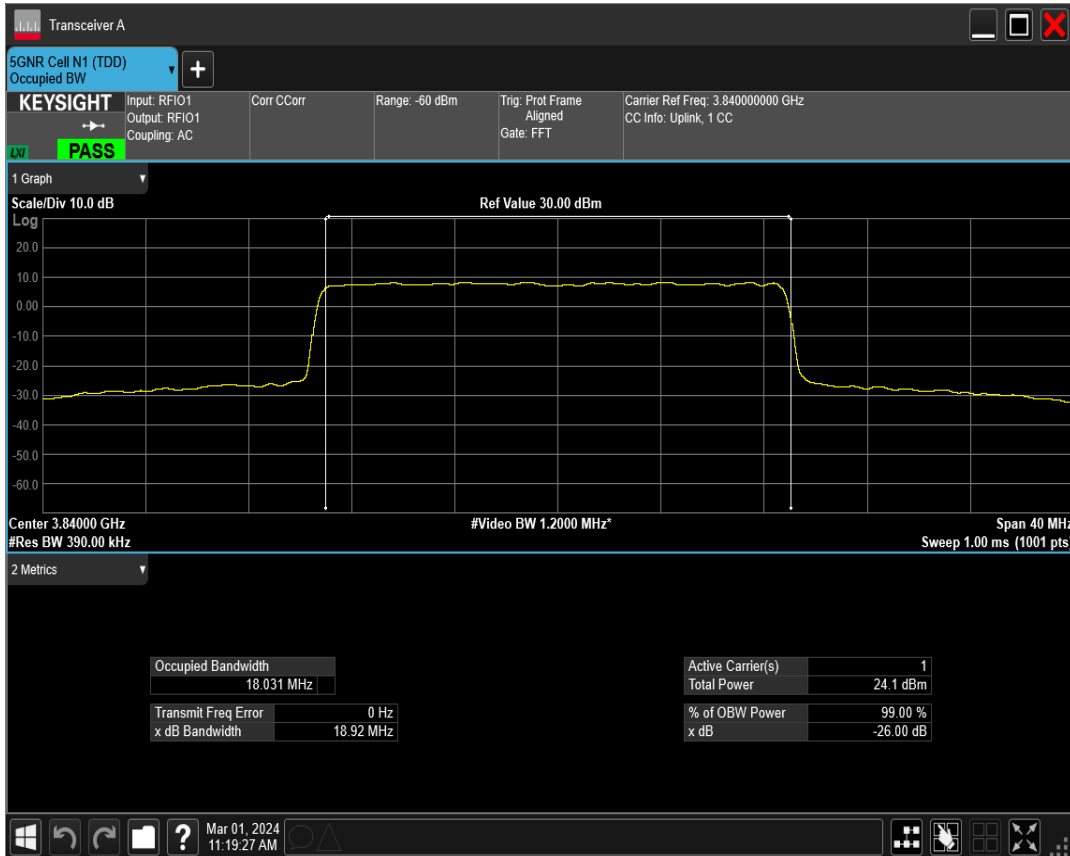 Transceiver A
5GNR Cell N1 (TDD)
Occupied BW
+
KEYSIGHT
LXI
PASS
Input: RFIO1
Output: RFIO1
Coupling: AC
Corr CCorr
Range: -60 dBm
Trig: Prot Frame
Aligned
Gate: FFT
Carrier Ref Freq: 3.840000000 GHz
CC Info: Uplink, 1 CC
1 Graph
Scale/Div 10.0 dB
Ref Value 30.00 dBm
Log
20.0
10.0
0.00
-10.0
-20.0
-30.0
-40.0
-50.0
-60.0
Center 3.84000 GHz
#Video BW 1.2000 MHz*
Span 40 MHz
#Res BW 390.00 kHz
Sweep 1.00 ms (1001 pts)
2 Metrics
Occupied Bandwidth
18.031 MHz
Transmit Freq Error 0 Hz
x dB Bandwidth 18.92 MHz
Active Carrier(s) 1
Total Power 24.1 dBm
% of OBW Power 99.00 %
x dB -26.00 dB
?
Mar 01, 2024
11:19:27 AM